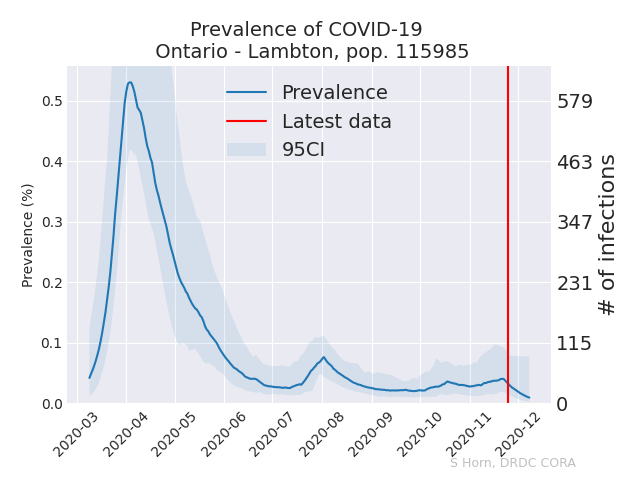 Prevalence of COVID-19
Ontario - Lambton, pop. 115985
Prevalence
Latest data
95CI
Prevalence (%)
0.5
0.4
0.3
0.2
0.1
0.0
579
463
347
231
115
0
# of infections
2020-03
2020-04
2020-05
2020-06
2020-07
2020-08
2020-09
2020-10
2020-11
2020-12
S Horn, DRDC CORA